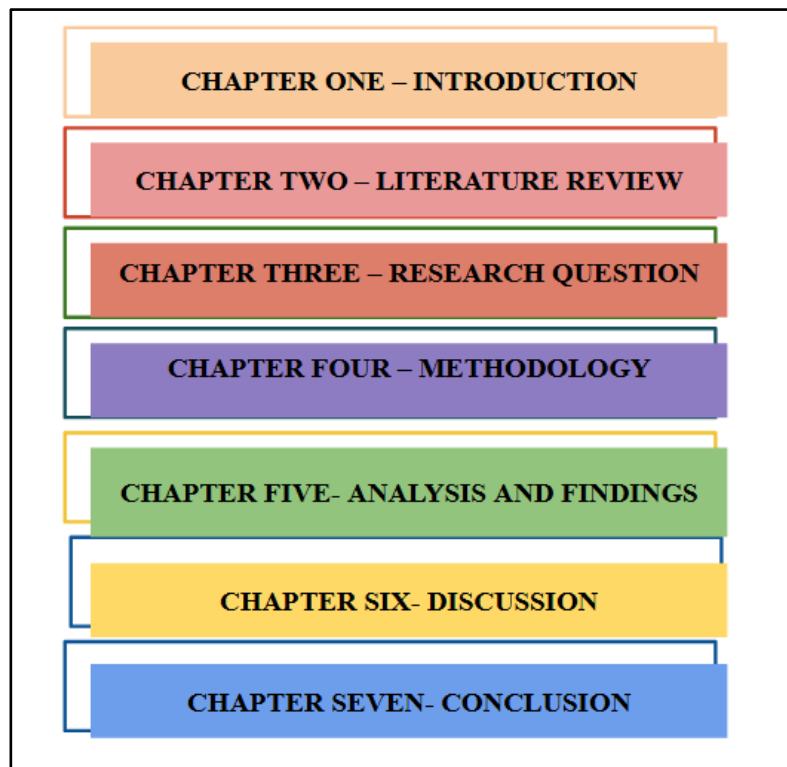 CHAPTER ONE – INTRODUCTION
CHAPTER TWO – LITERATURE REVIEW
CHAPTER THREE – RESEARCH QUESTION
CHAPTER FOUR – METHODOLOGY
CHAPTER FIVE- ANALYSIS AND FINDINGS
CHAPTER SIX- DISCUSSION
CHAPTER SEVEN- CONCLUSION